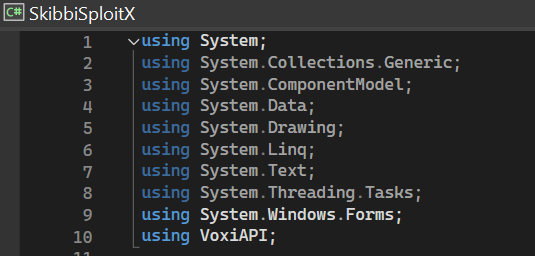 C# SkibbiSploitX
1 using System;
2 using System.Collections.Generic;
3 using System.ComponentModel;
4 using System.Data;
5 using System.Drawing;
6 using System.Linq;
7 using System.Text;
8 using System.Threading.Tasks;
9 using System.Windows.Forms;
10 using VoxiAPI;